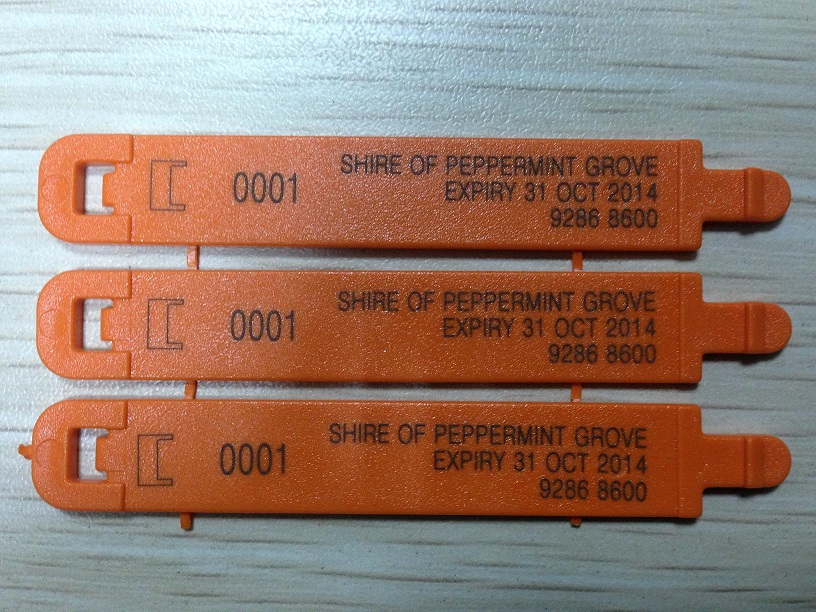 0001
SHIRE OF PEPPERMINT GROVE
EXPIRY 31 OCT 2014
9286 8600
0001
SHIRE OF PEPPERMINT GROVE
EXPIRY 31 OCT 2014
9286 8600
0001
SHIRE OF PEPPERMINT GROVE
EXPIRY 31 OCT 2014
9286 8600